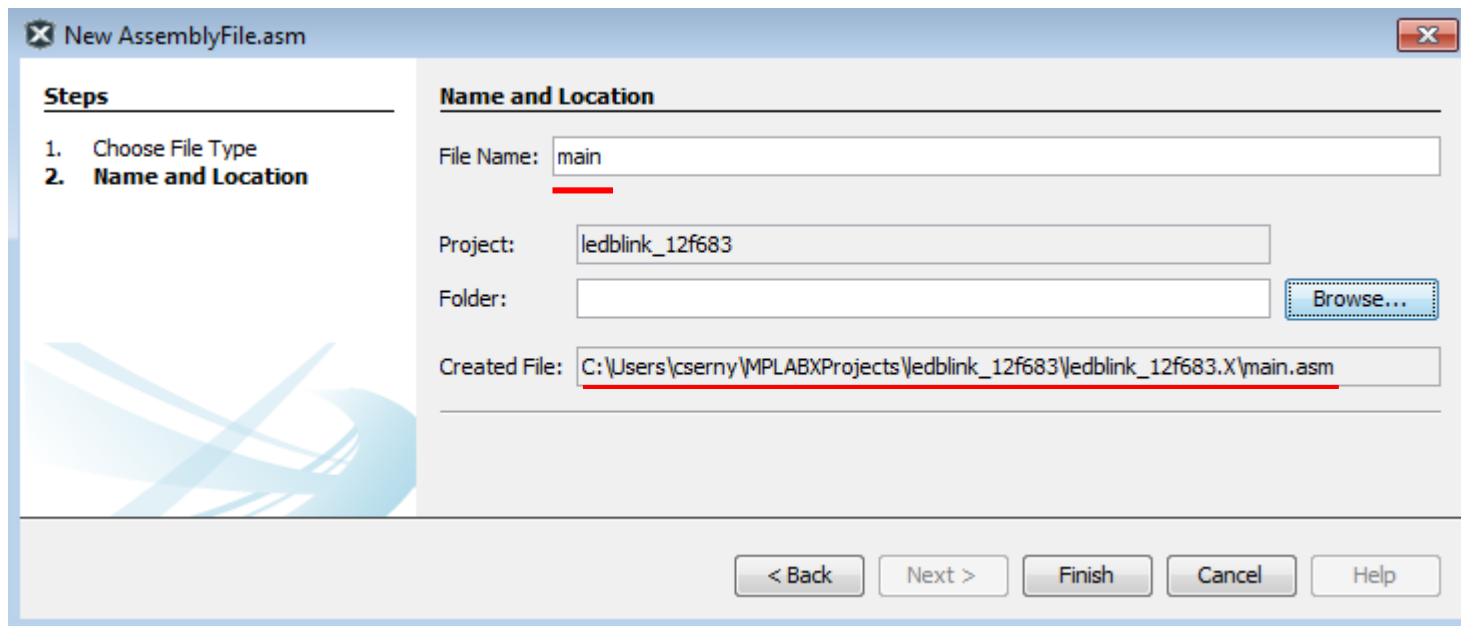 New AssemblyFile.asm
Steps
1. Choose File Type
2. Name and Location
Name and Location
File Name: main
Project: ledblink_12f683
Folder: Browse...
Created File: C:\Users\cserny\MPLABXProjects\ledblink_12f683\ledblink_12f683.X\main.asm
< Back Next > Finish Cancel Help